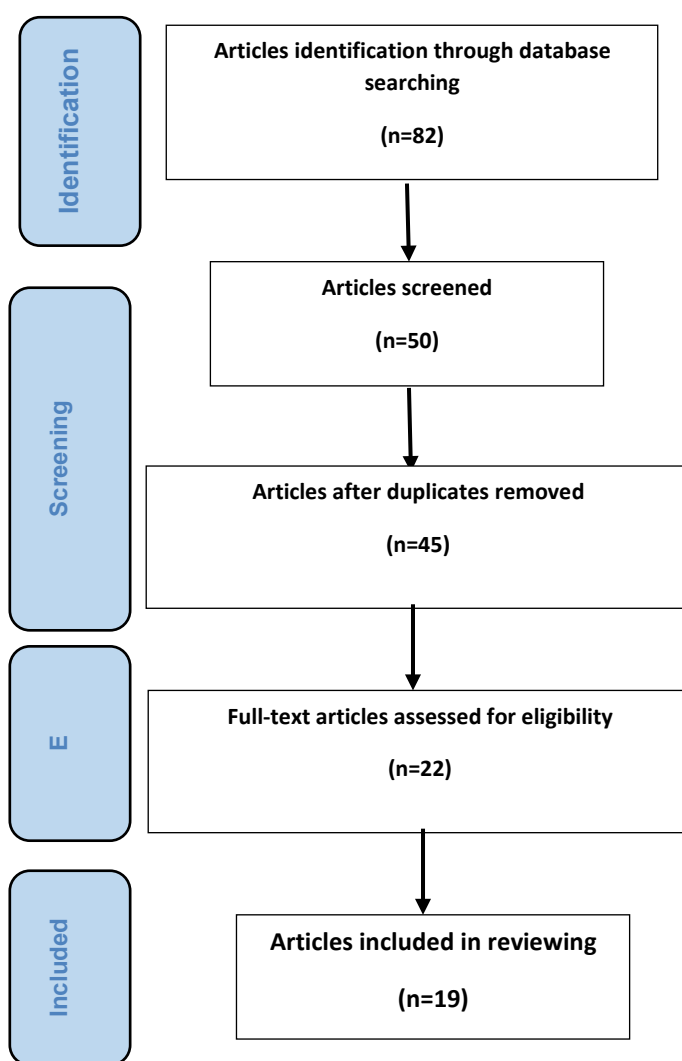 Identification
Articles identification through database
searching
(n=82)
Screening
Articles screened
(n=50)
Articles after duplicates removed
(n=45)
E
Full-text articles assessed for eligibility
(n=22)
Included
Articles included in reviewing
(n=19)